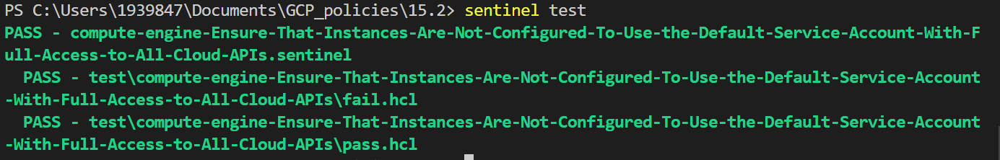 PS C:\Users\1939847\Documents\GCP_policies\15.2> sentinel test
PASS - compute-engine-Ensure-That-Instances-Are-Not-Configured-To-Use-the-Default-Service-Account-With-F
ull-Access-to-All-Cloud-APIs.sentinel
  PASS - test\compute-engine-Ensure-That-Instances-Are-Not-Configured-To-Use-the-Default-Service-Account
-With-Full-Access-to-All-Cloud-APIs\fail.hcl
  PASS - test\compute-engine-Ensure-That-Instances-Are-Not-Configured-To-Use-the-Default-Service-Account
-With-Full-Access-to-All-Cloud-APIs\pass.hcl